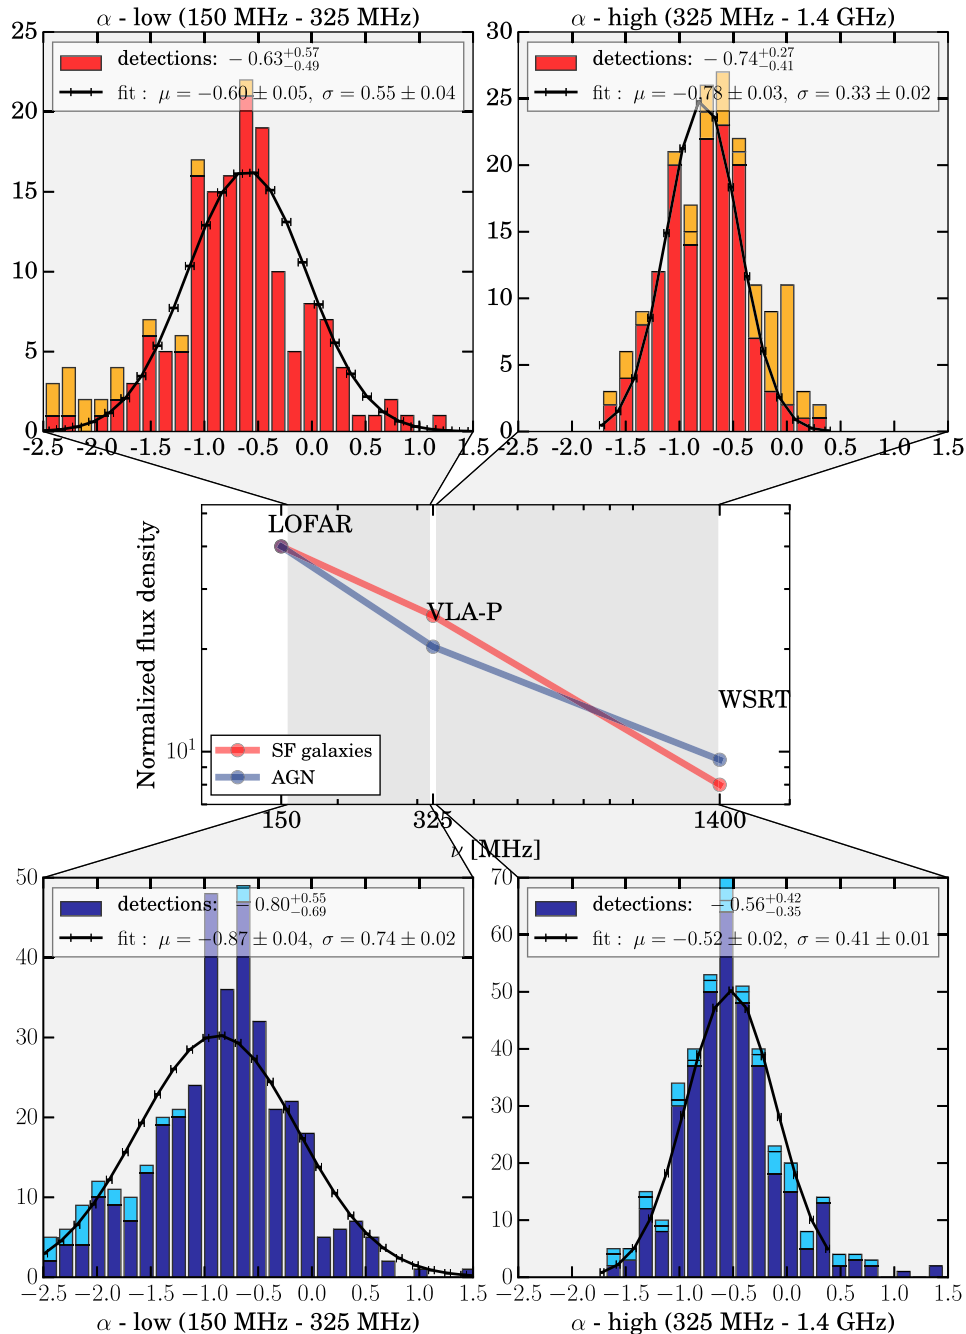 α - low (150 MHz - 325 MHz)
α - high (325 MHz - 1.4 GHz)
detections: −0.63 +0.57 −0.49
fit : μ = −0.60 ± 0.05, σ = 0.55 ± 0.04
25
20
15
10
5
0
-2.5 -2.0 -1.5 -1.0 -0.5 0.0 0.5 1.0 1.5
detections: −0.74 +0.27 −0.41
fit : μ = −0.78 ± 0.03, σ = 0.33 ± 0.02
30
25
20
15
10
5
0
-2.5 -2.0 -1.5 -1.0 -0.5 0.0 0.5 1.0 1.5
Normalized flux density
10^1
LOFAR
VLA-P
WSRT
SF galaxies
AGN
150 325 1400
ν [MHz]
detections: −0.80 +0.55 −0.69
fit : μ = −0.87 ± 0.04, σ = 0.74 ± 0.02
50
40
30
20
10
0
−2.5 −2.0 −1.5 −1.0 −0.5 0.0 0.5 1.0 1.5
α - low (150 MHz - 325 MHz)
detections: −0.56 +0.42 −0.35
fit : μ = −0.52 ± 0.02, σ = 0.41 ± 0.01
70
60
50
40
30
20
10
0
−2.5 −2.0 −1.5 −1.0 −0.5 0.0 0.5 1.0 1.5
α - high (325 MHz - 1.4 GHz)